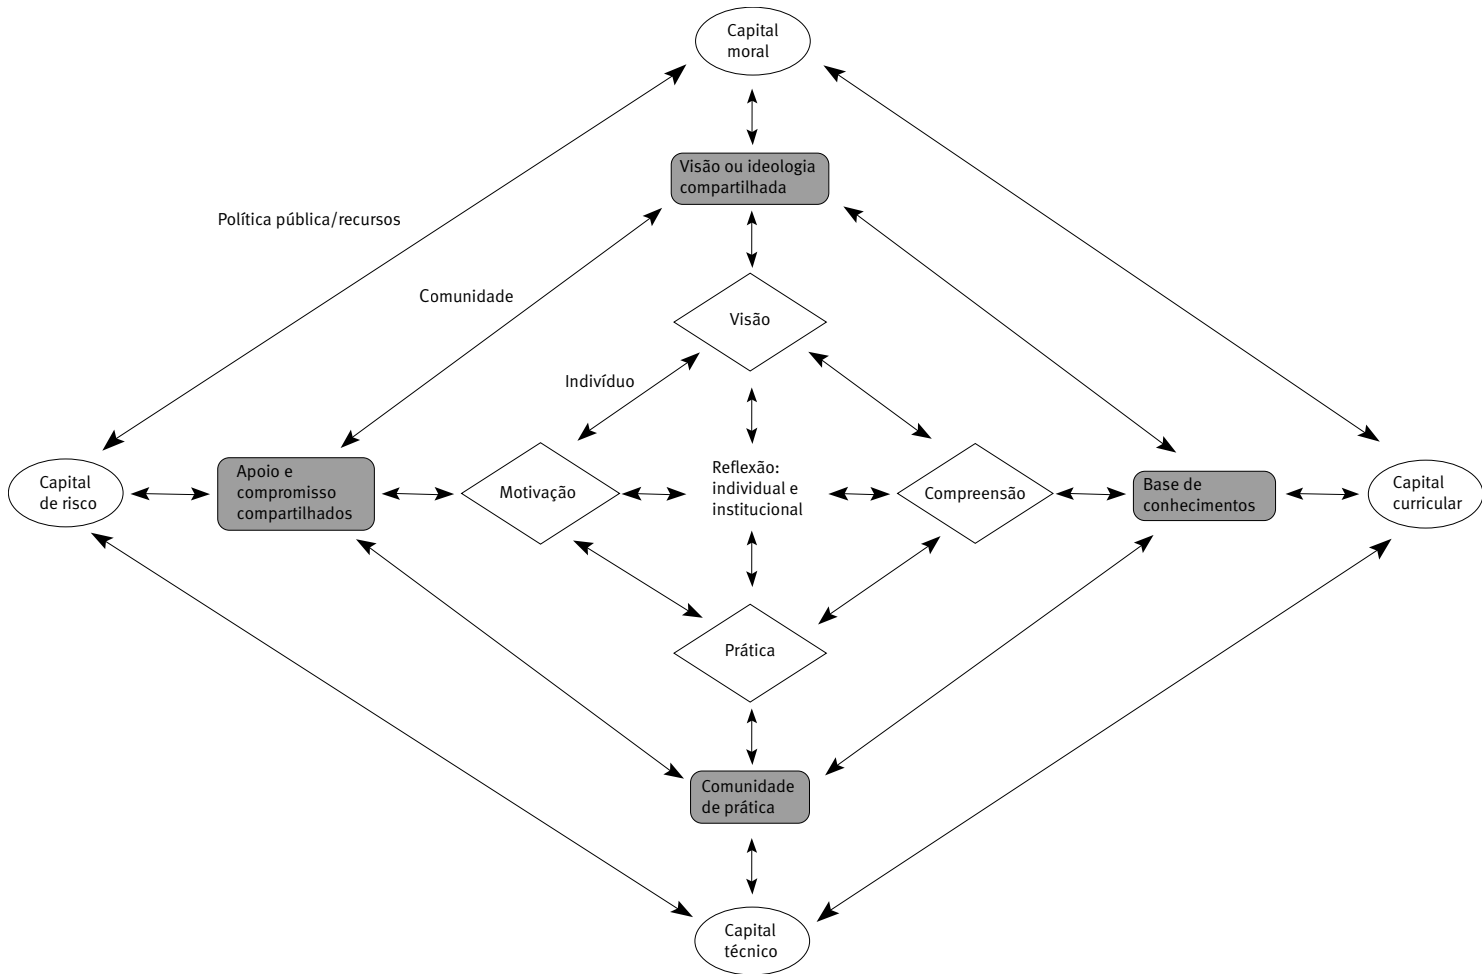 Capital
moral
Visão ou ideologia
compartilhada
Política pública/recursos
Comunidade
Visão
Indivíduo
Capital
de risco
Apoio e
compromisso
compartilhados
Motivação
Reflexão:
individual e
institucional
Compreensão
Base de
conhecimentos
Capital
curricular
Prática
Comunidade
de prática
Capital
técnico